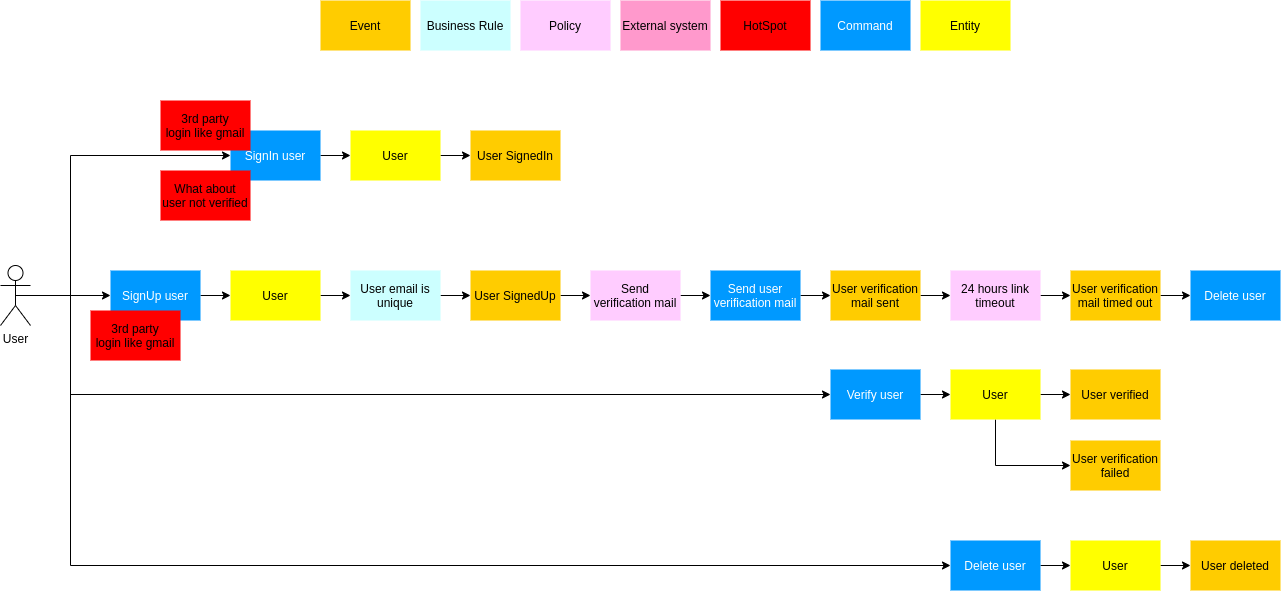 Event
Business Rule
Policy
External system
HotSpot
Command
Entity
3rd party
login like gmail
SignIn user
User
User SignedIn
What about
user not verified
User
SignUp user
User
User email is
unique
User SignedUp
Send
verification mail
Send user
verification mail
User verification
mail sent
24 hours link
timeout
User verification
mail timed out
Delete user
3rd party
login like gmail
Verify user
User
User verified
User verification
failed
Delete user
User
User deleted